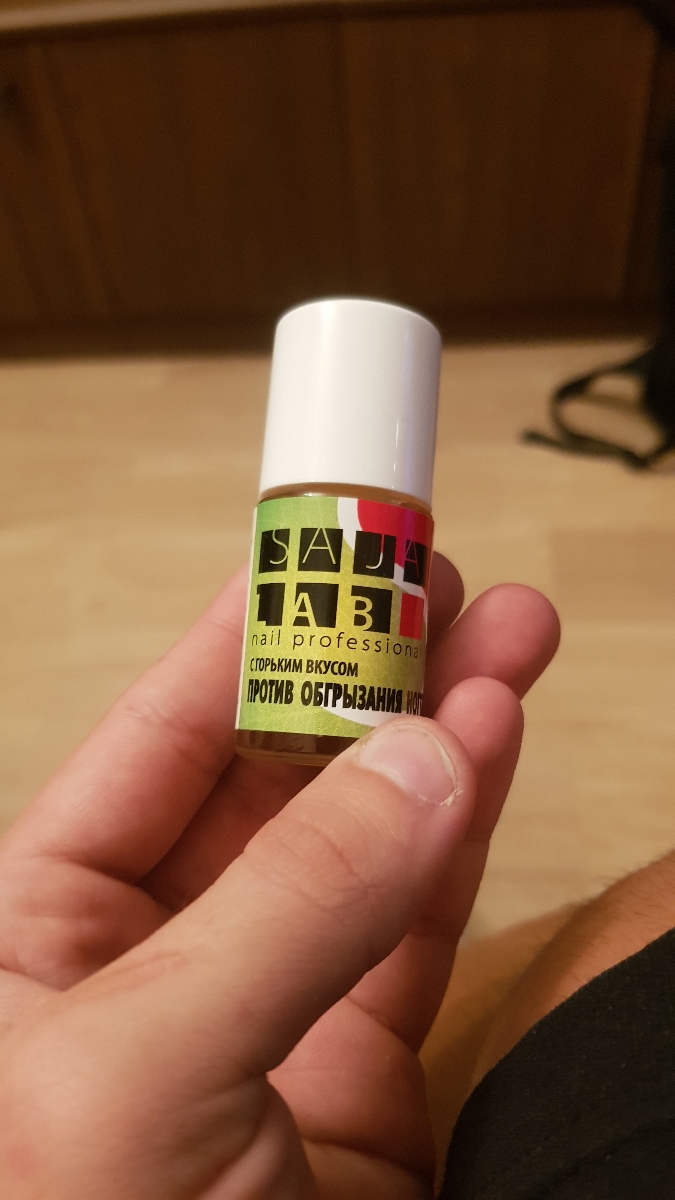 SAJA
LAB
nail professional
С ГОРЬКИМ ВКУСОМ
ПРОТИВ ОБГРЫЗАНИЯ